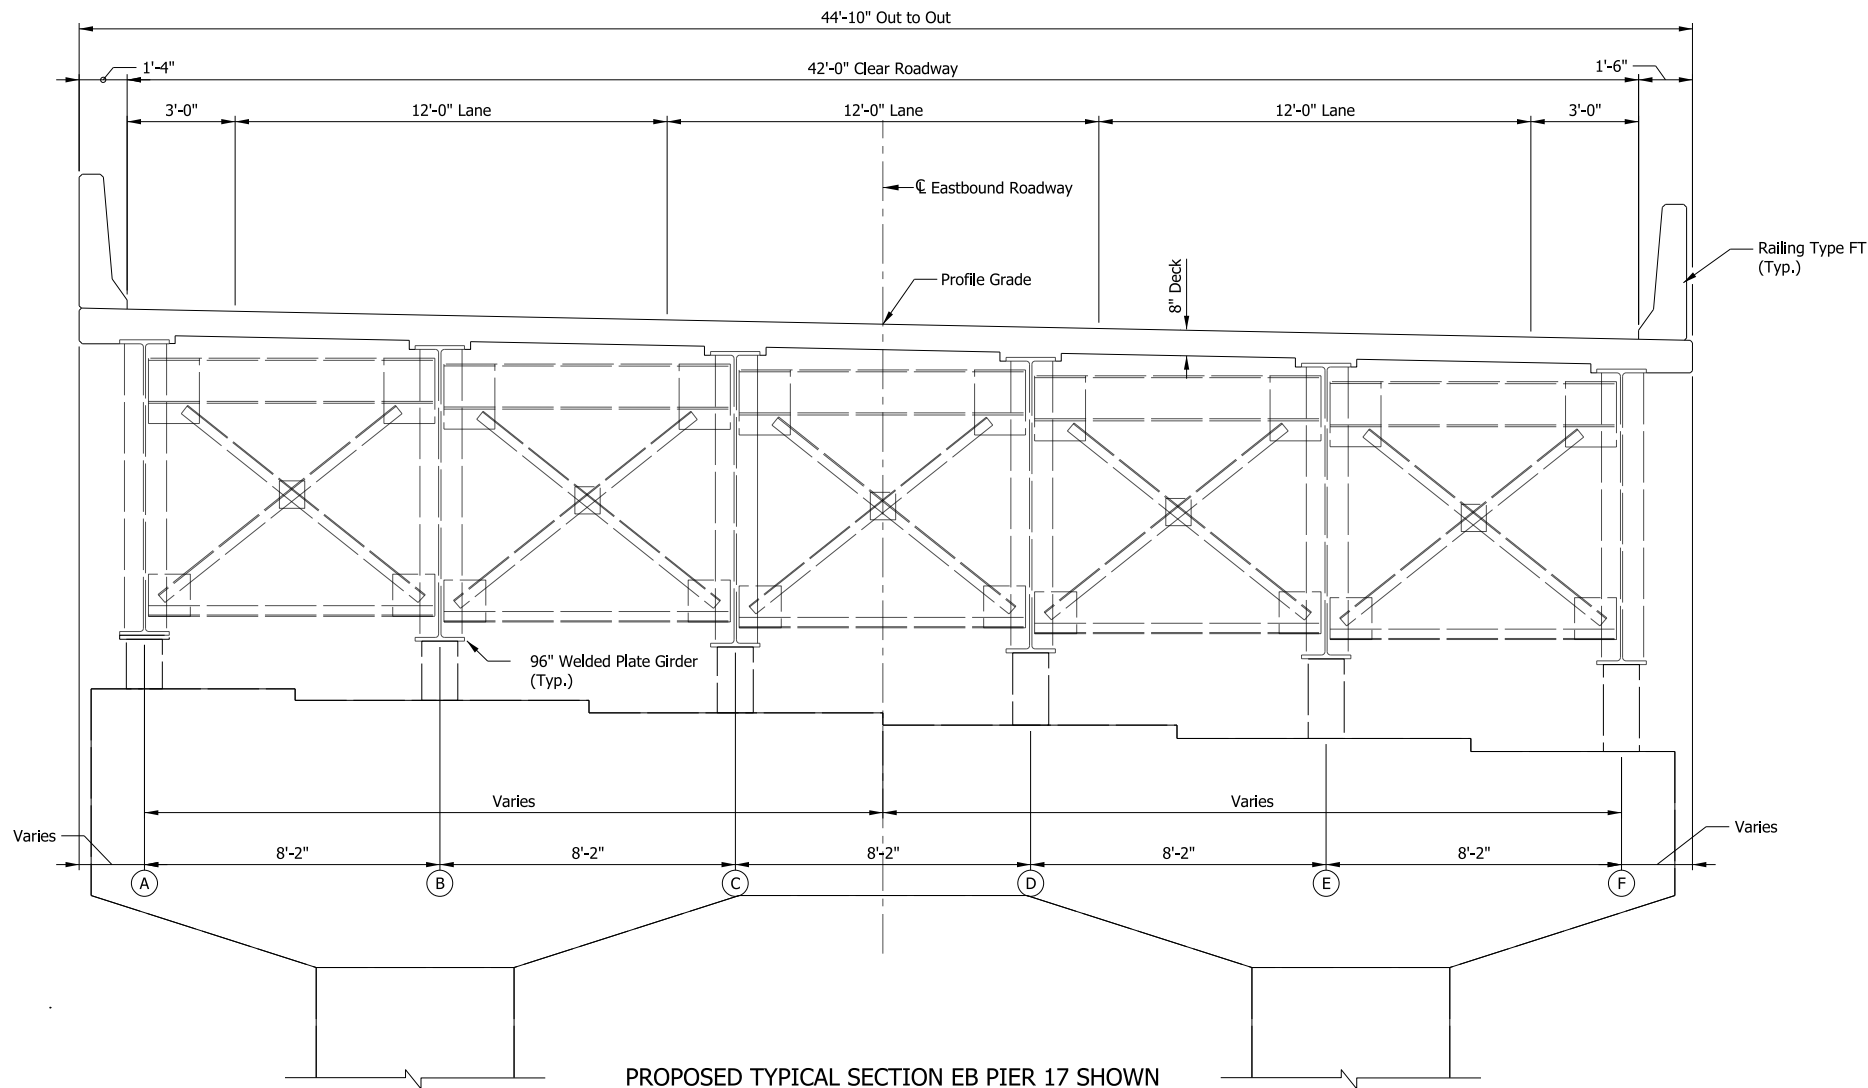 44'-10" Out to Out
1'-4"
42'-0" Clear Roadway
1'-6"
3'-0"
12'-0" Lane
12'-0" Lane
12'-0" Lane
3'-0"
℄ Eastbound Roadway
Railing Type FT
(Typ.)
Profile Grade
8" Deck
96" Welded Plate Girder
(Typ.)
Varies
Varies
Varies
Varies
8'-2"
8'-2"
8'-2"
8'-2"
8'-2"
A
B
C
D
E
F
PROPOSED TYPICAL SECTION EB PIER 17 SHOWN